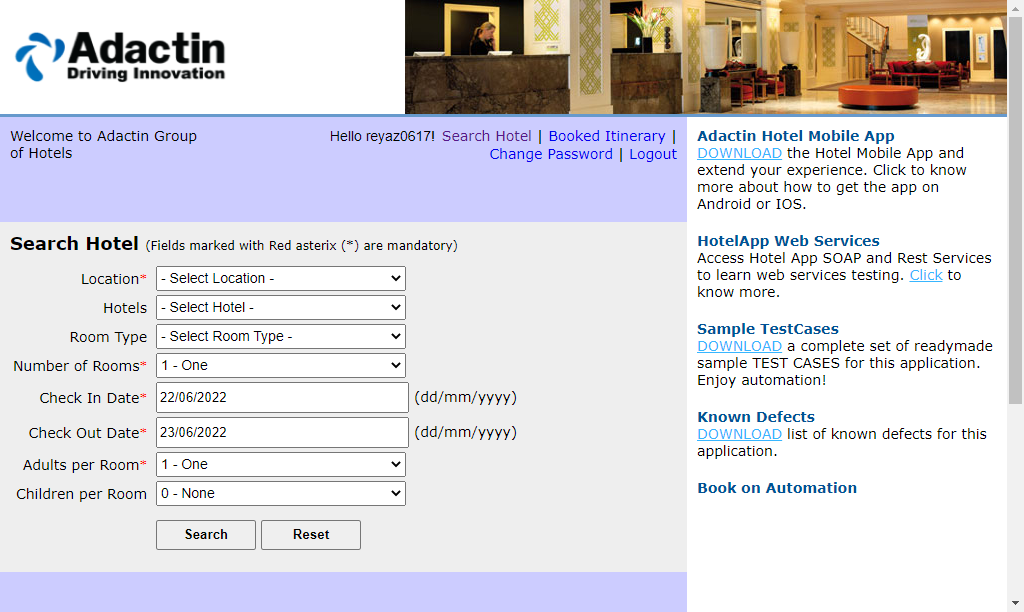 Adactin
Driving Innovation
Welcome to Adactin Group
of Hotels
Hello reyaz0617! Search Hotel | Booked Itinerary |
Change Password | Logout
Search Hotel (Fields marked with Red asterix (*) are mandatory)
Location* - Select Location -
Hotels - Select Hotel -
Room Type - Select Room Type -
Number of Rooms* 1 - One
Check In Date* 22/06/2022 (dd/mm/yyyy)
Check Out Date* 23/06/2022 (dd/mm/yyyy)
Adults per Room* 1 - One
Children per Room 0 - None
Search Reset
Adactin Hotel Mobile App
DOWNLOAD the Hotel Mobile App and
extend your experience. Click to know
more about how to get the app on
Android or IOS.
HotelApp Web Services
Access Hotel App SOAP and Rest Services
to learn web services testing. Click to
know more.
Sample TestCases
DOWNLOAD a complete set of readymade
sample TEST CASES for this application.
Enjoy automation!
Known Defects
DOWNLOAD list of known defects for this
application.
Book on Automation